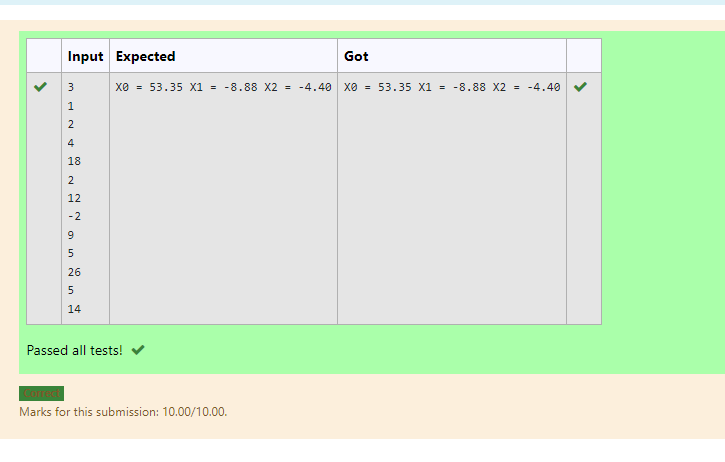 Input Expected Got
3 X0 = 53.35 X1 = -8.88 X2 = -4.40 X0 = 53.35 X1 = -8.88 X2 = -4.40
1
2
4
18
2
12
-2
9
5
26
5
14
Passed all tests!
Correct
Marks for this submission: 10.00/10.00.